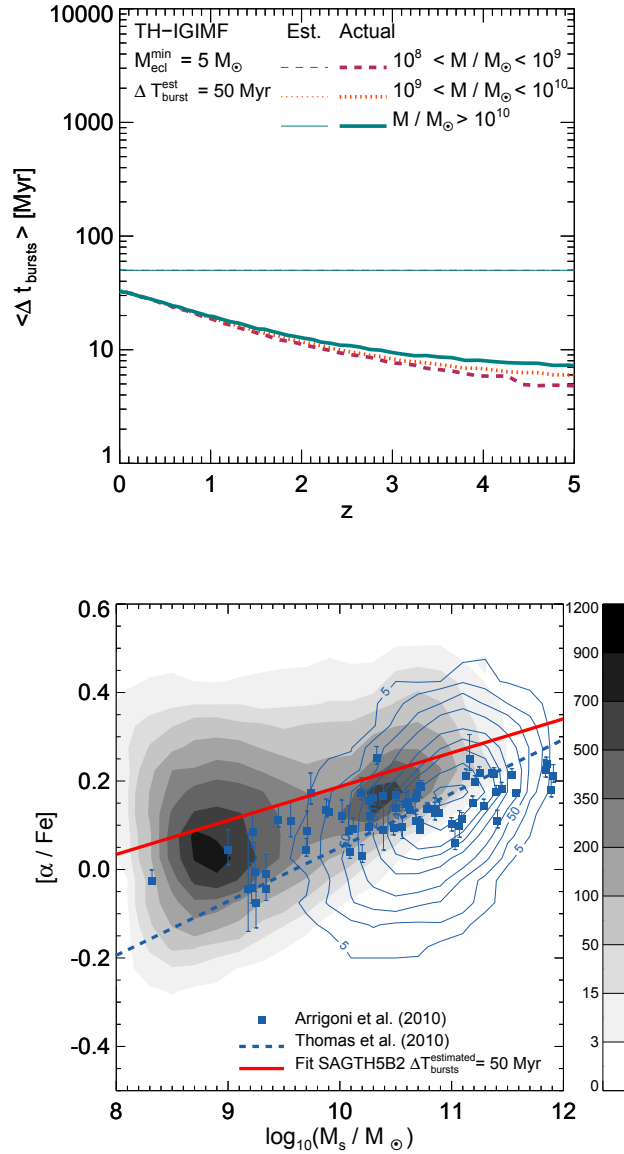 10000
1000
100
10
1
<Δ t_bursts> [Myr]
TH−IGIMF Est. Actual
M_ecl^min = 5 M_⊙ 10^8 < M / M_⊙ < 10^9
Δ T_burst^est = 50 Myr 10^9 < M / M_⊙ < 10^10
M / M_⊙ > 10^10
0 1 2 3 4 5
z
0.6
0.4
0.2
0.0
-0.2
-0.4
[α / Fe]
5
50
50
5
5
Arrigoni et al. (2010)
Thomas et al. (2010)
Fit SAGTH5B2 ΔT_bursts^estimated = 50 Myr
8 9 10 11 12
log_10(M_s / M_⊙)
1200
900
700
500
350
200
100
50
15
3
0